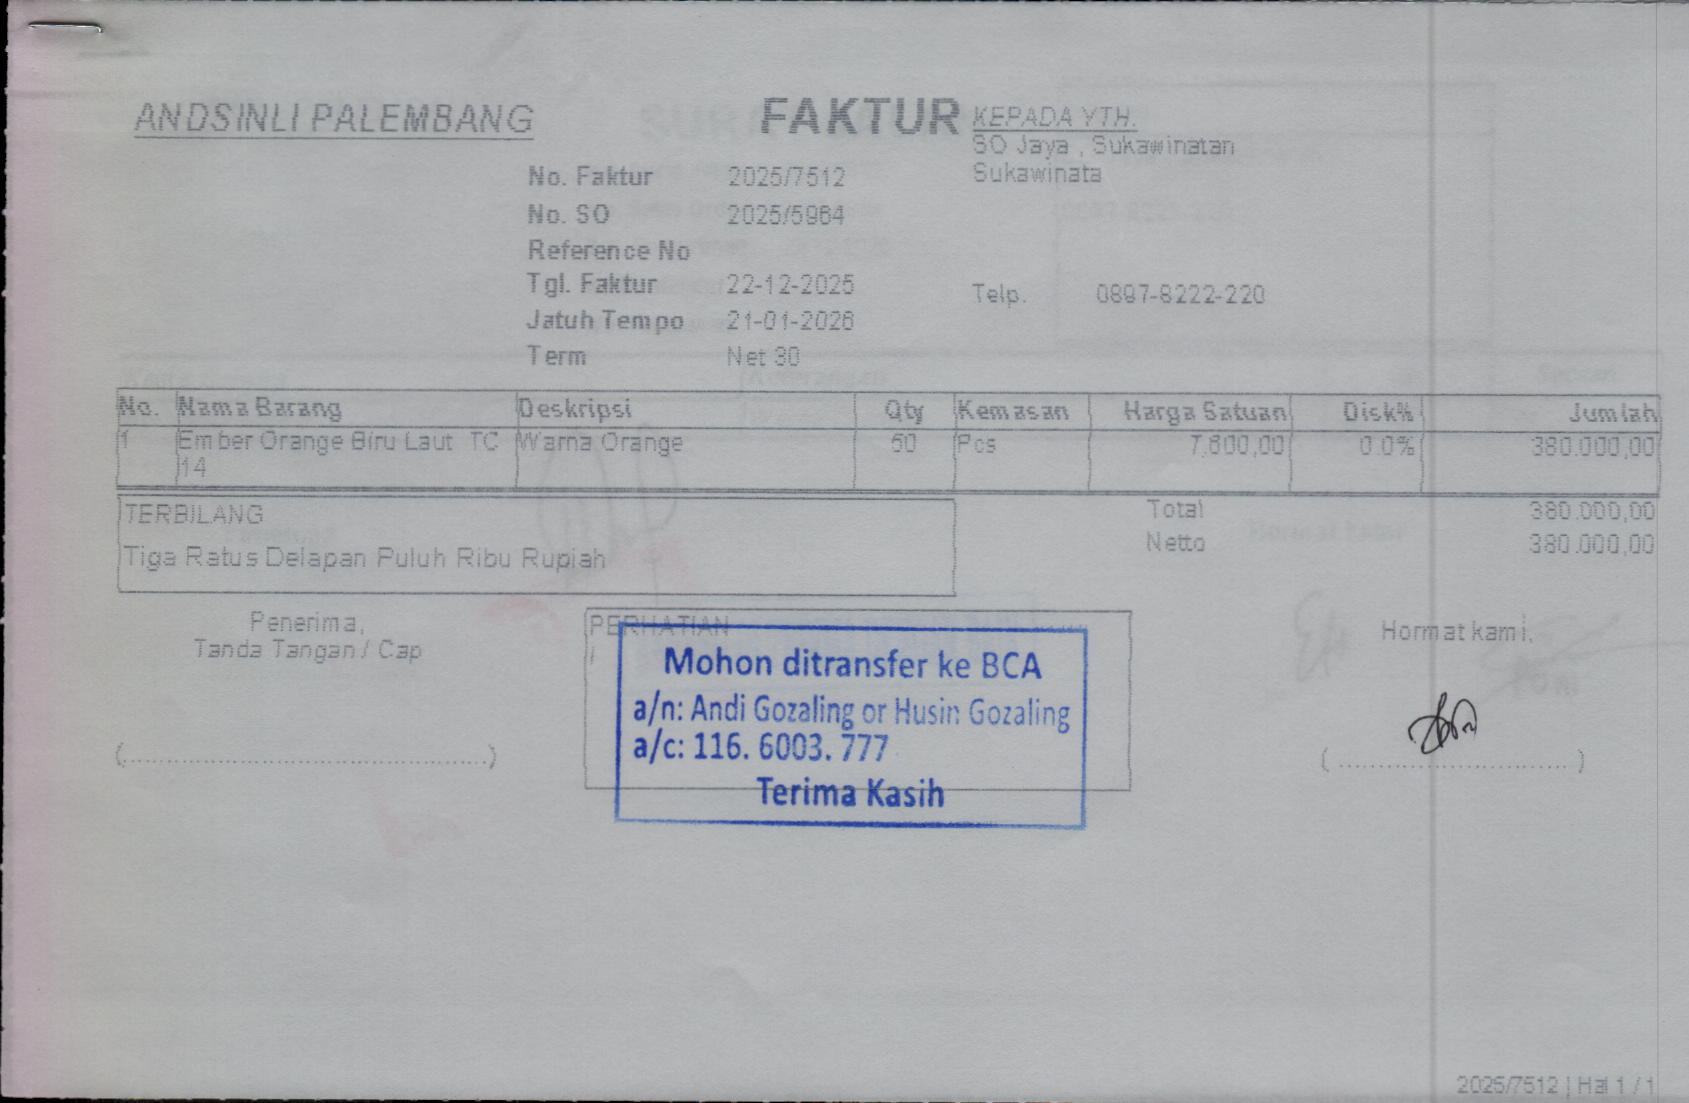 ANDSINLI PALEMBANG
FAKTUR
KEPADA YTH.
SO Jaya , Sukawinatan
Sukawinata
No. Faktur 2025/7512
No. SO 2025/5964
Reference No
Tgl. Faktur 22-12-2025
Telp. 0897-8222-220
Jatuh Tempo 21-01-2026
Term Net 30
No. Nama Barang Deskripsi Qty Kemasan Harga Satuan Disk% Jumlah
1 Ember Orange Biru Laut TC Warna Orange 50 Pcs 7.600,00 0.0% 380.000,00
14
TERBILANG
Tiga Ratus Delapan Puluh Ribu Rupiah
Total 380.000,00
Netto 380.000,00
Penerima,
Tanda Tangan / Cap
(..............................................)
PERHATIAN
Mohon ditransfer ke BCA
a/n: Andi Gozaling or Husin Gozaling
a/c: 116. 6003. 777
Terima Kasih
Hormat kami,
( ............................. )
2025/7512 | Hal 1 / 1